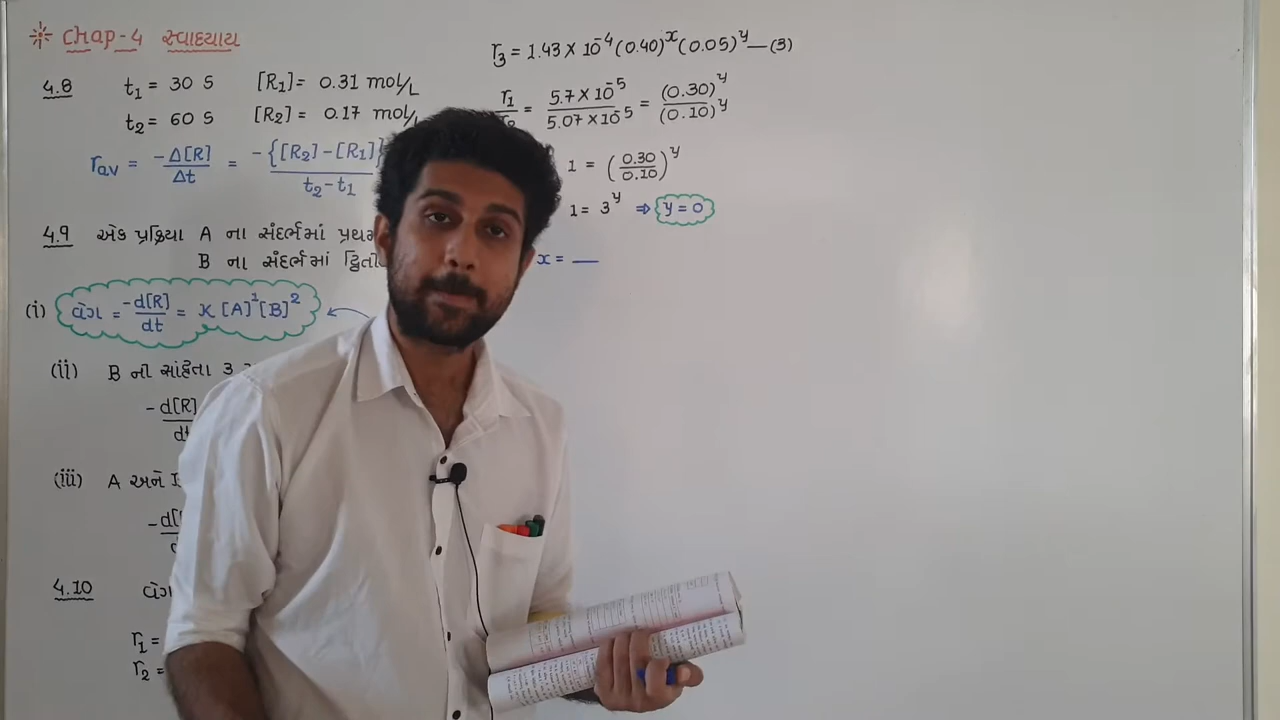 Chap-4 સ્વાધ્યાય
4.8 t₁ = 30 S [R₁] = 0.31 mol/L
t₂ = 60 S [R₂] = 0.17 mol/L
r_av = -Δ[R]/Δt = -{[R₂]-[R₁]}/t₂-t₁
4.9 એક પ્રક્રિયા A ના સંદર્ભમાં
B ના સંદર્ભમાં
(i) વેગ = -d[R]/dt = K [A]¹[B]²
(ii) B ની સાંદ્રતા 3
-d[R]
(iii) A અને
-d[
4.10
r₁ =
r₂ =
r₃ = 1.43 × 10⁻⁴ (0.40)ˣ(0.05)ʸ —(3)
r₁/r₂ = 5.7 × 10⁻⁵/5.07 × 10⁻⁵ = (0.30)ʸ/(0.10)ʸ
1 = (0.30/0.10)ʸ
1 = 3ʸ ⇒ y = 0
x = __